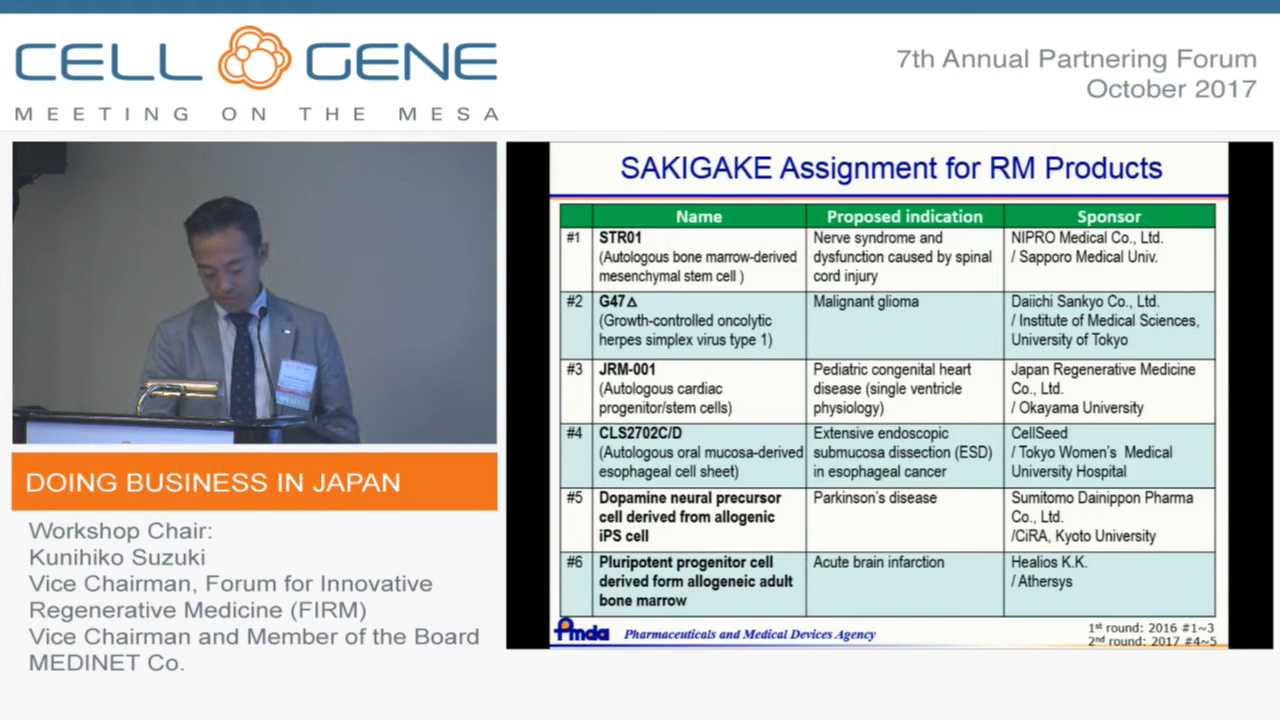 CELL GENE
MEETING ON THE MESA
7th Annual Partnering Forum
October 2017
DOING BUSINESS IN JAPAN
Workshop Chair:
Kunihiko Suzuki
Vice Chairman, Forum for Innovative
Regenerative Medicine (FIRM)
Vice Chairman and Member of the Board
MEDINET Co.
SAKIGAKE Assignment for RM Products
Name Proposed indication Sponsor
#1 STR01 Nerve syndrome and NIPRO Medical Co., Ltd.
(Autologous bone marrow-derived dysfunction caused by spinal / Sapporo Medical Univ.
mesenchymal stem cell ) cord injury
#2 G47Δ Malignant glioma Daiichi Sankyo Co., Ltd.
(Growth-controlled oncolytic / Institute of Medical Sciences,
herpes simplex virus type 1) University of Tokyo
#3 JRM-001 Pediatric congenital heart Japan Regenerative Medicine
(Autologous cardiac disease (single ventricle Co., Ltd.
progenitor/stem cells) physiology) / Okayama University
#4 CLS2702C/D Extensive endoscopic CellSeed
(Autologous oral mucosa-derived submucosa dissection (ESD) / Tokyo Women's Medical
esophageal cell sheet) in esophageal cancer University Hospital
#5 Dopamine neural precursor Parkinson's disease Sumitomo Dainippon Pharma
cell derived from allogenic Co., Ltd.
iPS cell /CiRA, Kyoto University
#6 Pluripotent progenitor cell Acute brain infarction Healios K.K.
derived form allogeneic adult / Athersys
bone marrow
Pmda Pharmaceuticals and Medical Devices Agency
1st round: 2016 #1~3
2nd round: 2017 #4~5